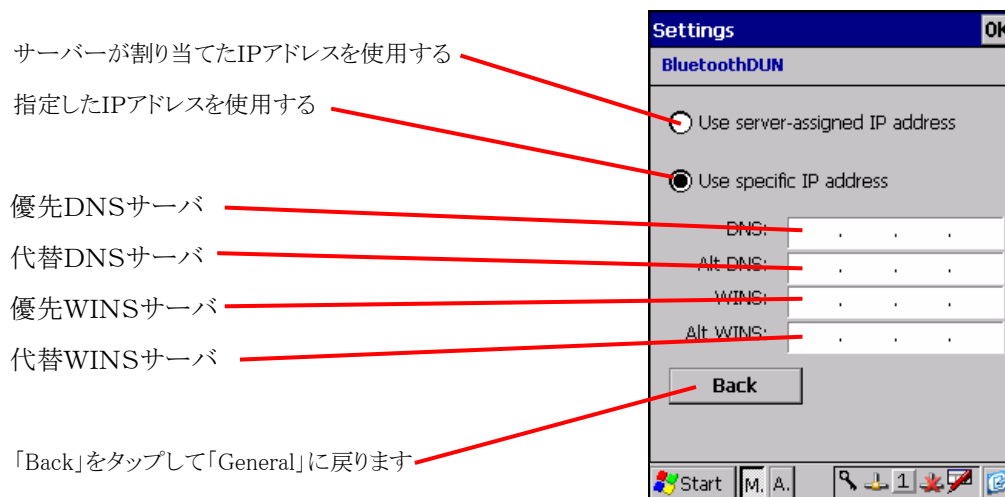 サーバーが割り当てたIPアドレスを使用する
指定したIPアドレスを使用する
優先DNSサーバ
代替DNSサーバ
優先WINSサーバ
代替WINSサーバ
「Back」をタップして「General」に戻ります
Settings
OK
BluetoothDUN
Use server-assigned IP address
Use specific IP address
DNS:
Alt DNS:
WINS:
Alt WINS:
Back
Start M. A. 1